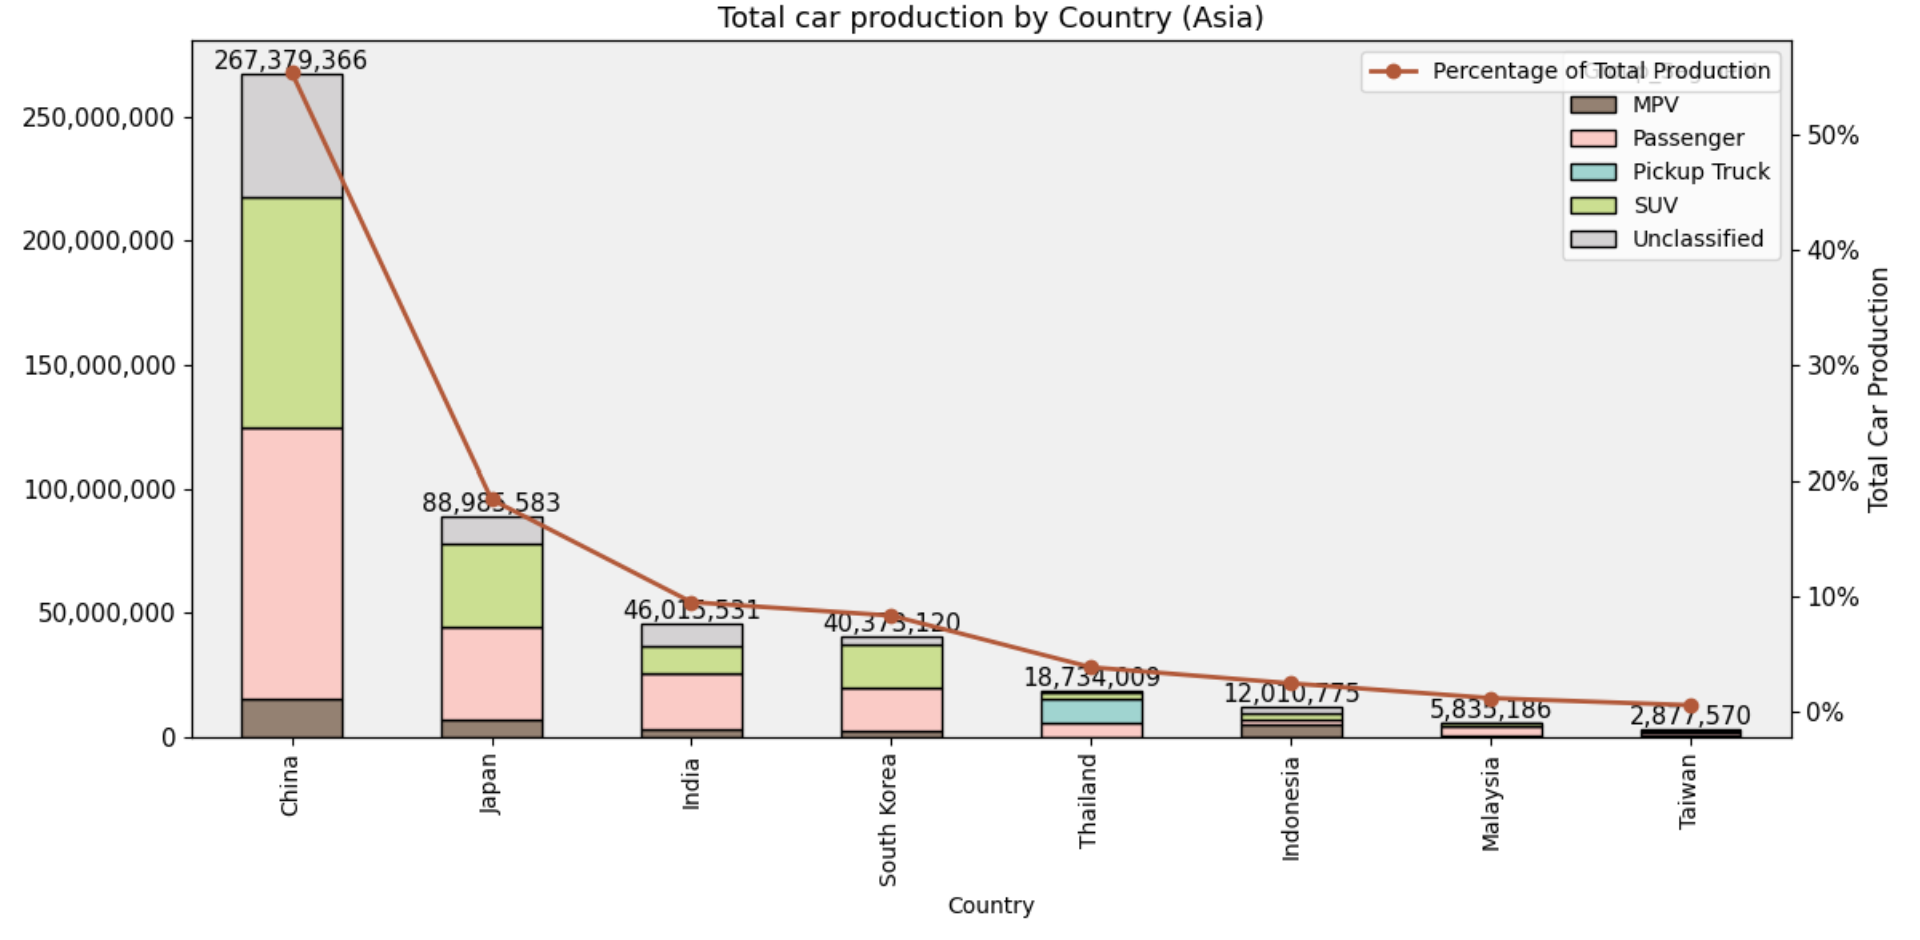 Total car production by Country (Asia)
267,379,366
88,985,583
46,015,531
40,373,120
18,734,009
12,010,775
5,835,186
2,877,570
250,000,000
200,000,000
150,000,000
100,000,000
50,000,000
0
Percentage of Total Production
MPV
Passenger
Pickup Truck
SUV
Unclassified
50%
40%
30%
20%
10%
0%
Total Car Production
China
Japan
India
South Korea
Thailand
Indonesia
Malaysia
Taiwan
Country